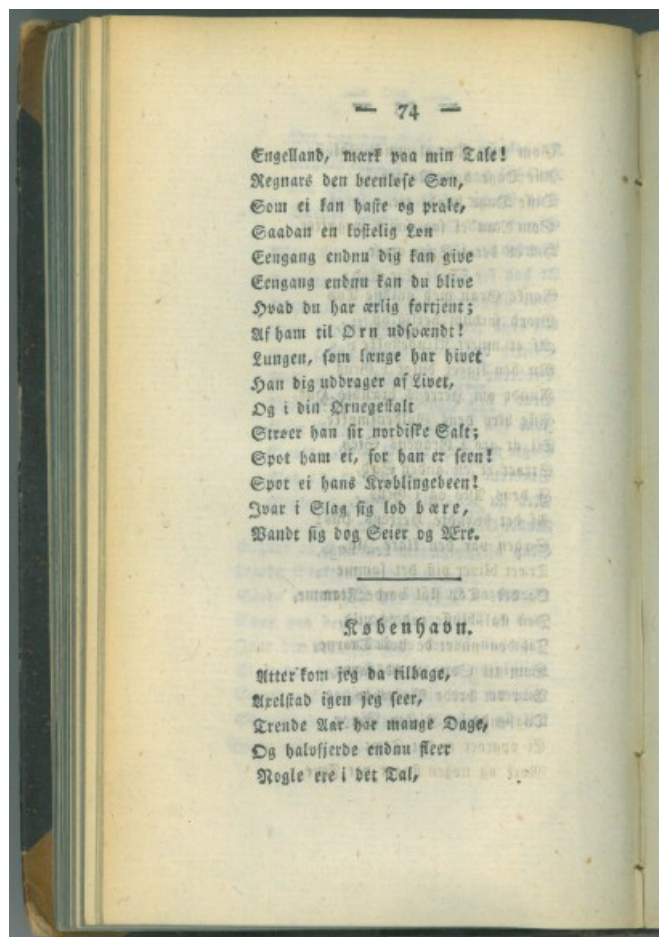 — 74 —
Engelland, mærk paa min Tale!
Regnars den beenløse Søn,
Som ei kan haste og prale,
Saadan en kostelig Løn
Eengang endnu dig kan give
Eengang endnu kan du blive
Hvad du har ærlig fortjent;
Af ham til Ørn udsvændt!
Lungen, som længe har hivet
Han dig uddrager af Livet,
Og i din Ørnegestalt
Strøer han sit nordiske Salt;
Spot ham ei, for han er seen!
Spot ei hans Krøblingebeen!
Ivar i Slag sig lod bære,
Vandt sig dog Seier og Ære.
København.
Atter kom jeg da tilbage,
Axelstad igen jeg seer,
Trende Aar har mange Dage,
Og halvfjerde endnu fleer
Nogle ere i det Tal,